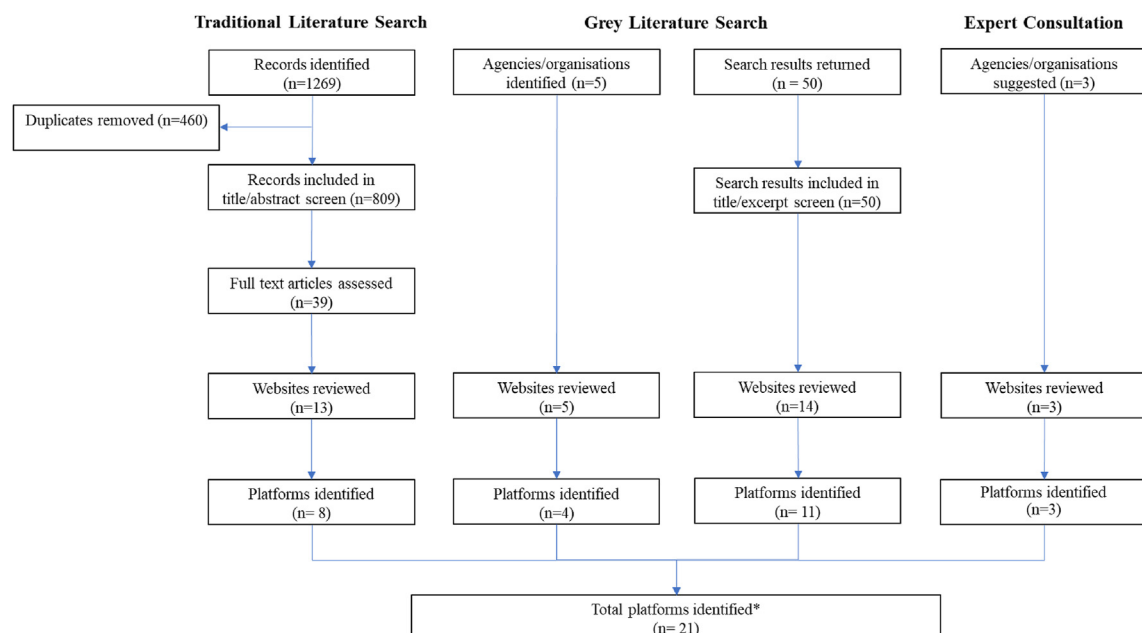 Traditional Literature Search
Grey Literature Search
Expert Consultation
Records identified
(n=1269)
Agencies/organisations
identified (n=5)
Search results returned
(n = 50)
Agencies/organisations
suggested (n=3)
Duplicates removed (n=460)
Records included in
title/abstract screen (n=809)
Search results included in
title/excerpt screen (n=50)
Full text articles assessed
(n=39)
Websites reviewed
(n=13)
Websites reviewed
(n=5)
Websites reviewed
(n=14)
Websites reviewed
(n=3)
Platforms identified
(n= 8)
Platforms identified
(n=4)
Platforms identified
(n= 11)
Platforms identified
(n=3)
Total platforms identified*
(n= 21)